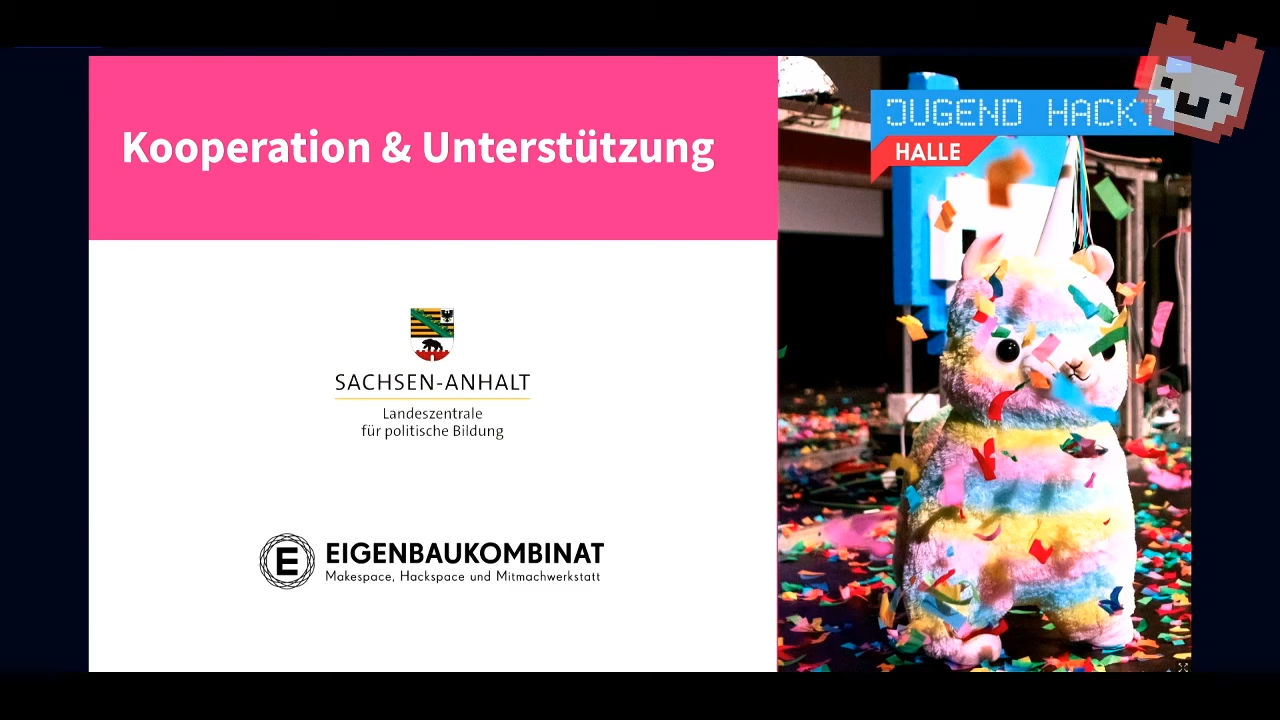 Kooperation & Unterstützung
JUGEND HACKT
HALLE
SACHSEN-ANHALT
Landeszentrale
für politische Bildung
E
EIGENBAUKOMBINAT
Makespace, Hackspace und Mitmachwerkstatt